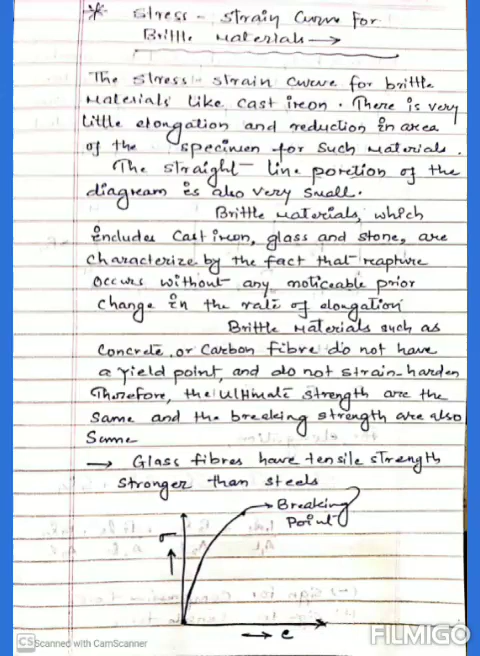 * Stress - strain Curve for
Brittle Materials →
The stress strain curve for brittle
Materials like cast iron. There is very
little elongation and reduction in area
of the specimen for such materials.
The straight line portion of the
diagram is also very small.
Brittle materials, which
includes Cast iron, glass and stone, are
characterize by the fact that rapture
occurs without any noticeable prior
change in the rate of elongation
Brittle Materials such as
Concrete or Carbon fibre do not have
a yield point, and do not strain-harden
Therefore, the Ultimate strength are the
same and the breaking strength are also
Same
→ Glass fibres have tensile strength
stronger than steels
Breaking
Point
σ
→ e
CS Scanned with CamScanner
FILMIGO